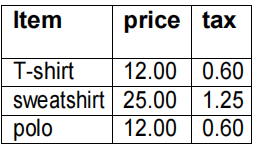 Item price tax
T-shirt 12.00 0.60
sweatshirt 25.00 1.25
polo 12.00 0.60